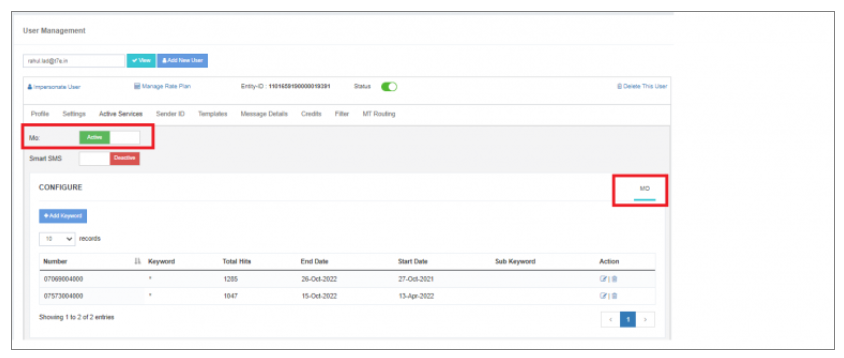 User Management
rahul.lad@t7a.in View Add New User
Impersonate User Manage Rate Plan Entity-ID : 1101658190000019391 Status Delete This User
Profile Settings Active Services Sender ID Templates Message Details Credits Filter MT Routing
Mo: Active
Smart SMS Deactive
CONFIGURE MO
Add Keyword
10 records
Number Keyword Total Hits End Date Start Date Sub Keyword Action
07069004000 * 1285 26-Oct-2022 27-Oct-2021 |
07573004000 * 1047 15-Oct-2022 13-Apr-2022 |
Showing 1 to 2 of 2 entries < 1 >